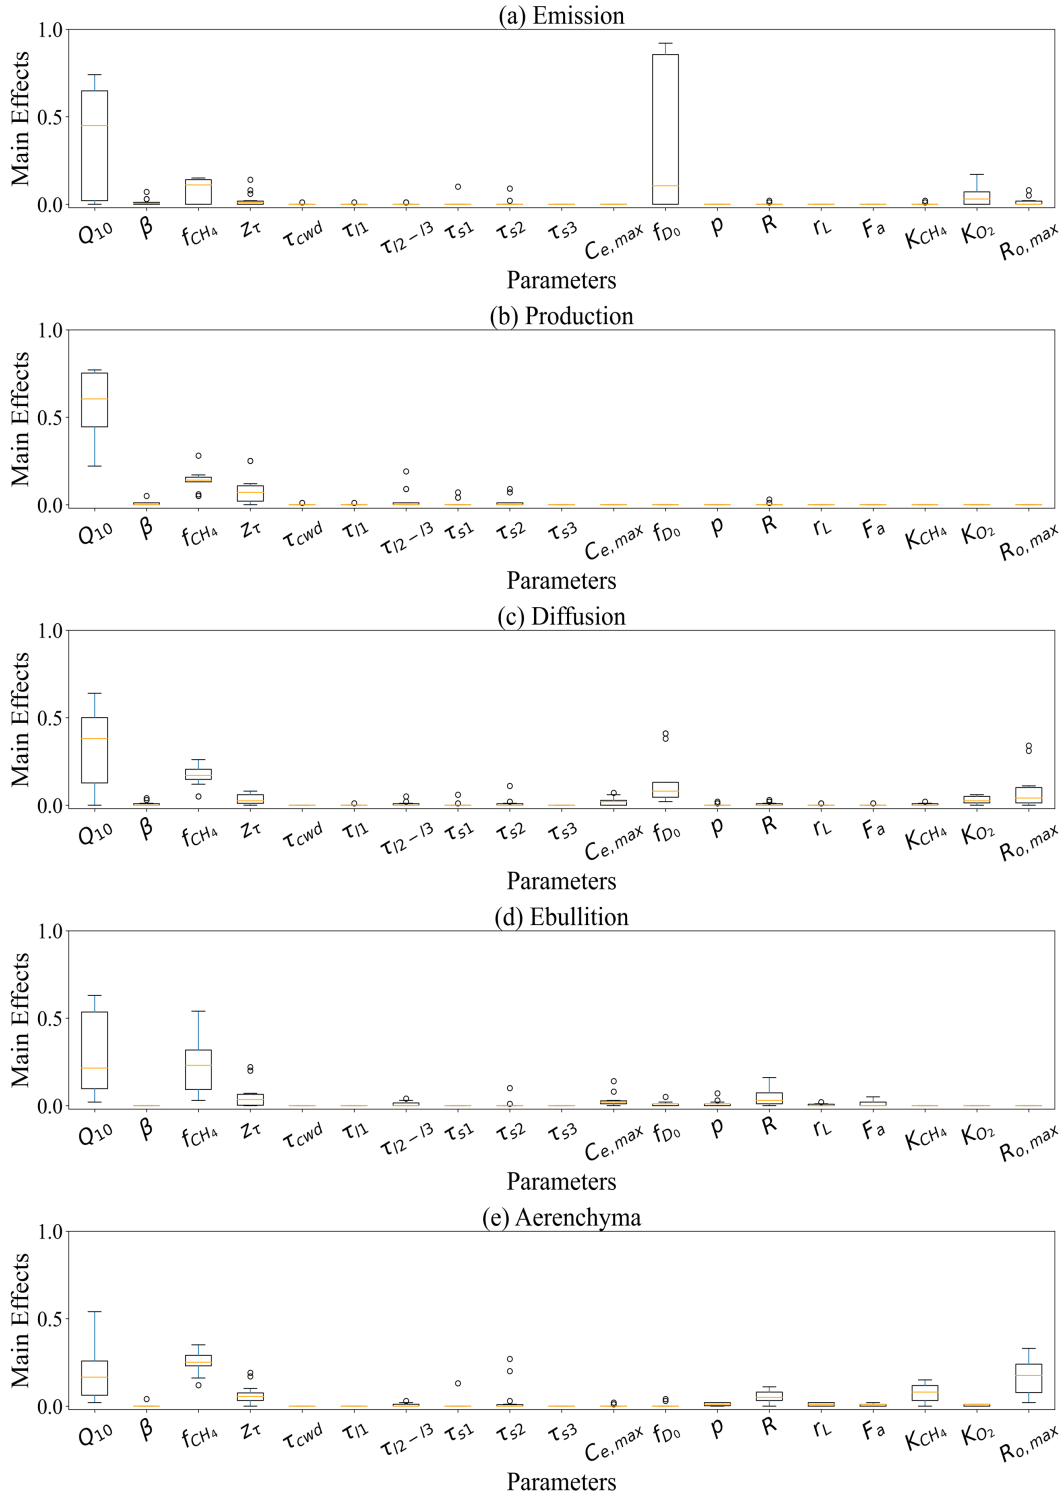 (a) Emission
Main Effects
1.0
0.5
0.0
Q10 β fCH4 zτ τcwd τl1 τl2−l3 τs1 τs2 τs3 Ce,max fD0 p R rL Fa KCH4 KO2 Ro,max
Parameters
(b) Production
Main Effects
1.0
0.5
0.0
Q10 β fCH4 zτ τcwd τl1 τl2−l3 τs1 τs2 τs3 Ce,max fD0 p R rL Fa KCH4 KO2 Ro,max
Parameters
(c) Diffusion
Main Effects
1.0
0.5
0.0
Q10 β fCH4 zτ τcwd τl1 τl2−l3 τs1 τs2 τs3 Ce,max fD0 p R rL Fa KCH4 KO2 Ro,max
Parameters
(d) Ebullition
Main Effects
1.0
0.5
0.0
Q10 β fCH4 zτ τcwd τl1 τl2−l3 τs1 τs2 τs3 Ce,max fD0 p R rL Fa KCH4 KO2 Ro,max
Parameters
(e) Aerenchyma
Main Effects
1.0
0.5
0.0
Q10 β fCH4 zτ τcwd τl1 τl2−l3 τs1 τs2 τs3 Ce,max fD0 p R rL Fa KCH4 KO2 Ro,max
Parameters